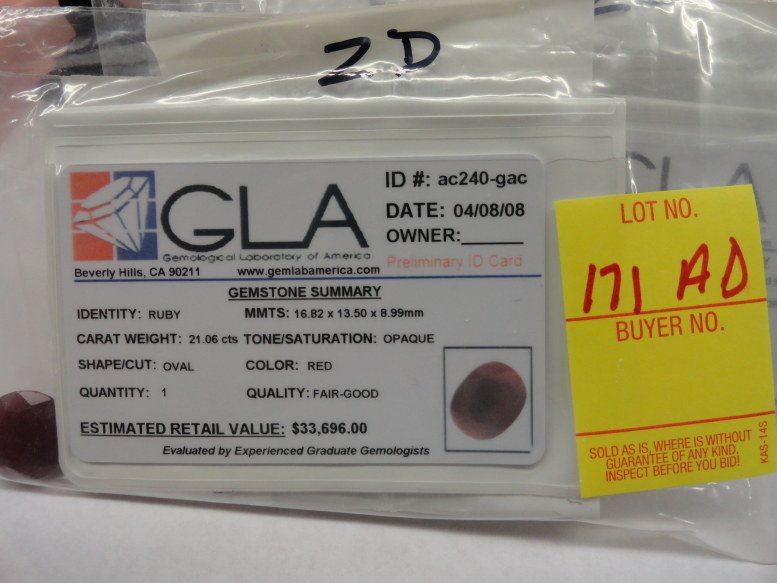 ZD
GLA
Gemological Laboratory of America
Beverly Hills, CA 90211 www.gemlabamerica.com
ID #: ac240-gac
DATE: 04/08/08
OWNER:_____
Preliminary ID Card
GEMSTONE SUMMARY
IDENTITY: RUBY MMTS: 16.82 x 13.50 x 8.99mm
CARAT WEIGHT: 21.06 cts TONE/SATURATION: OPAQUE
SHAPE/CUT: OVAL COLOR: RED
QUANTITY: 1 QUALITY: FAIR-GOOD
ESTIMATED RETAIL VALUE: $33,696.00
Evaluated by Experienced Graduate Gemologists
LOT NO.
171 AD
BUYER NO.
SOLD AS IS, WHERE IS WITHOUT
GUARANTEE OF ANY KIND.
INSPECT BEFORE YOU BID!
KAS-14S
GLA